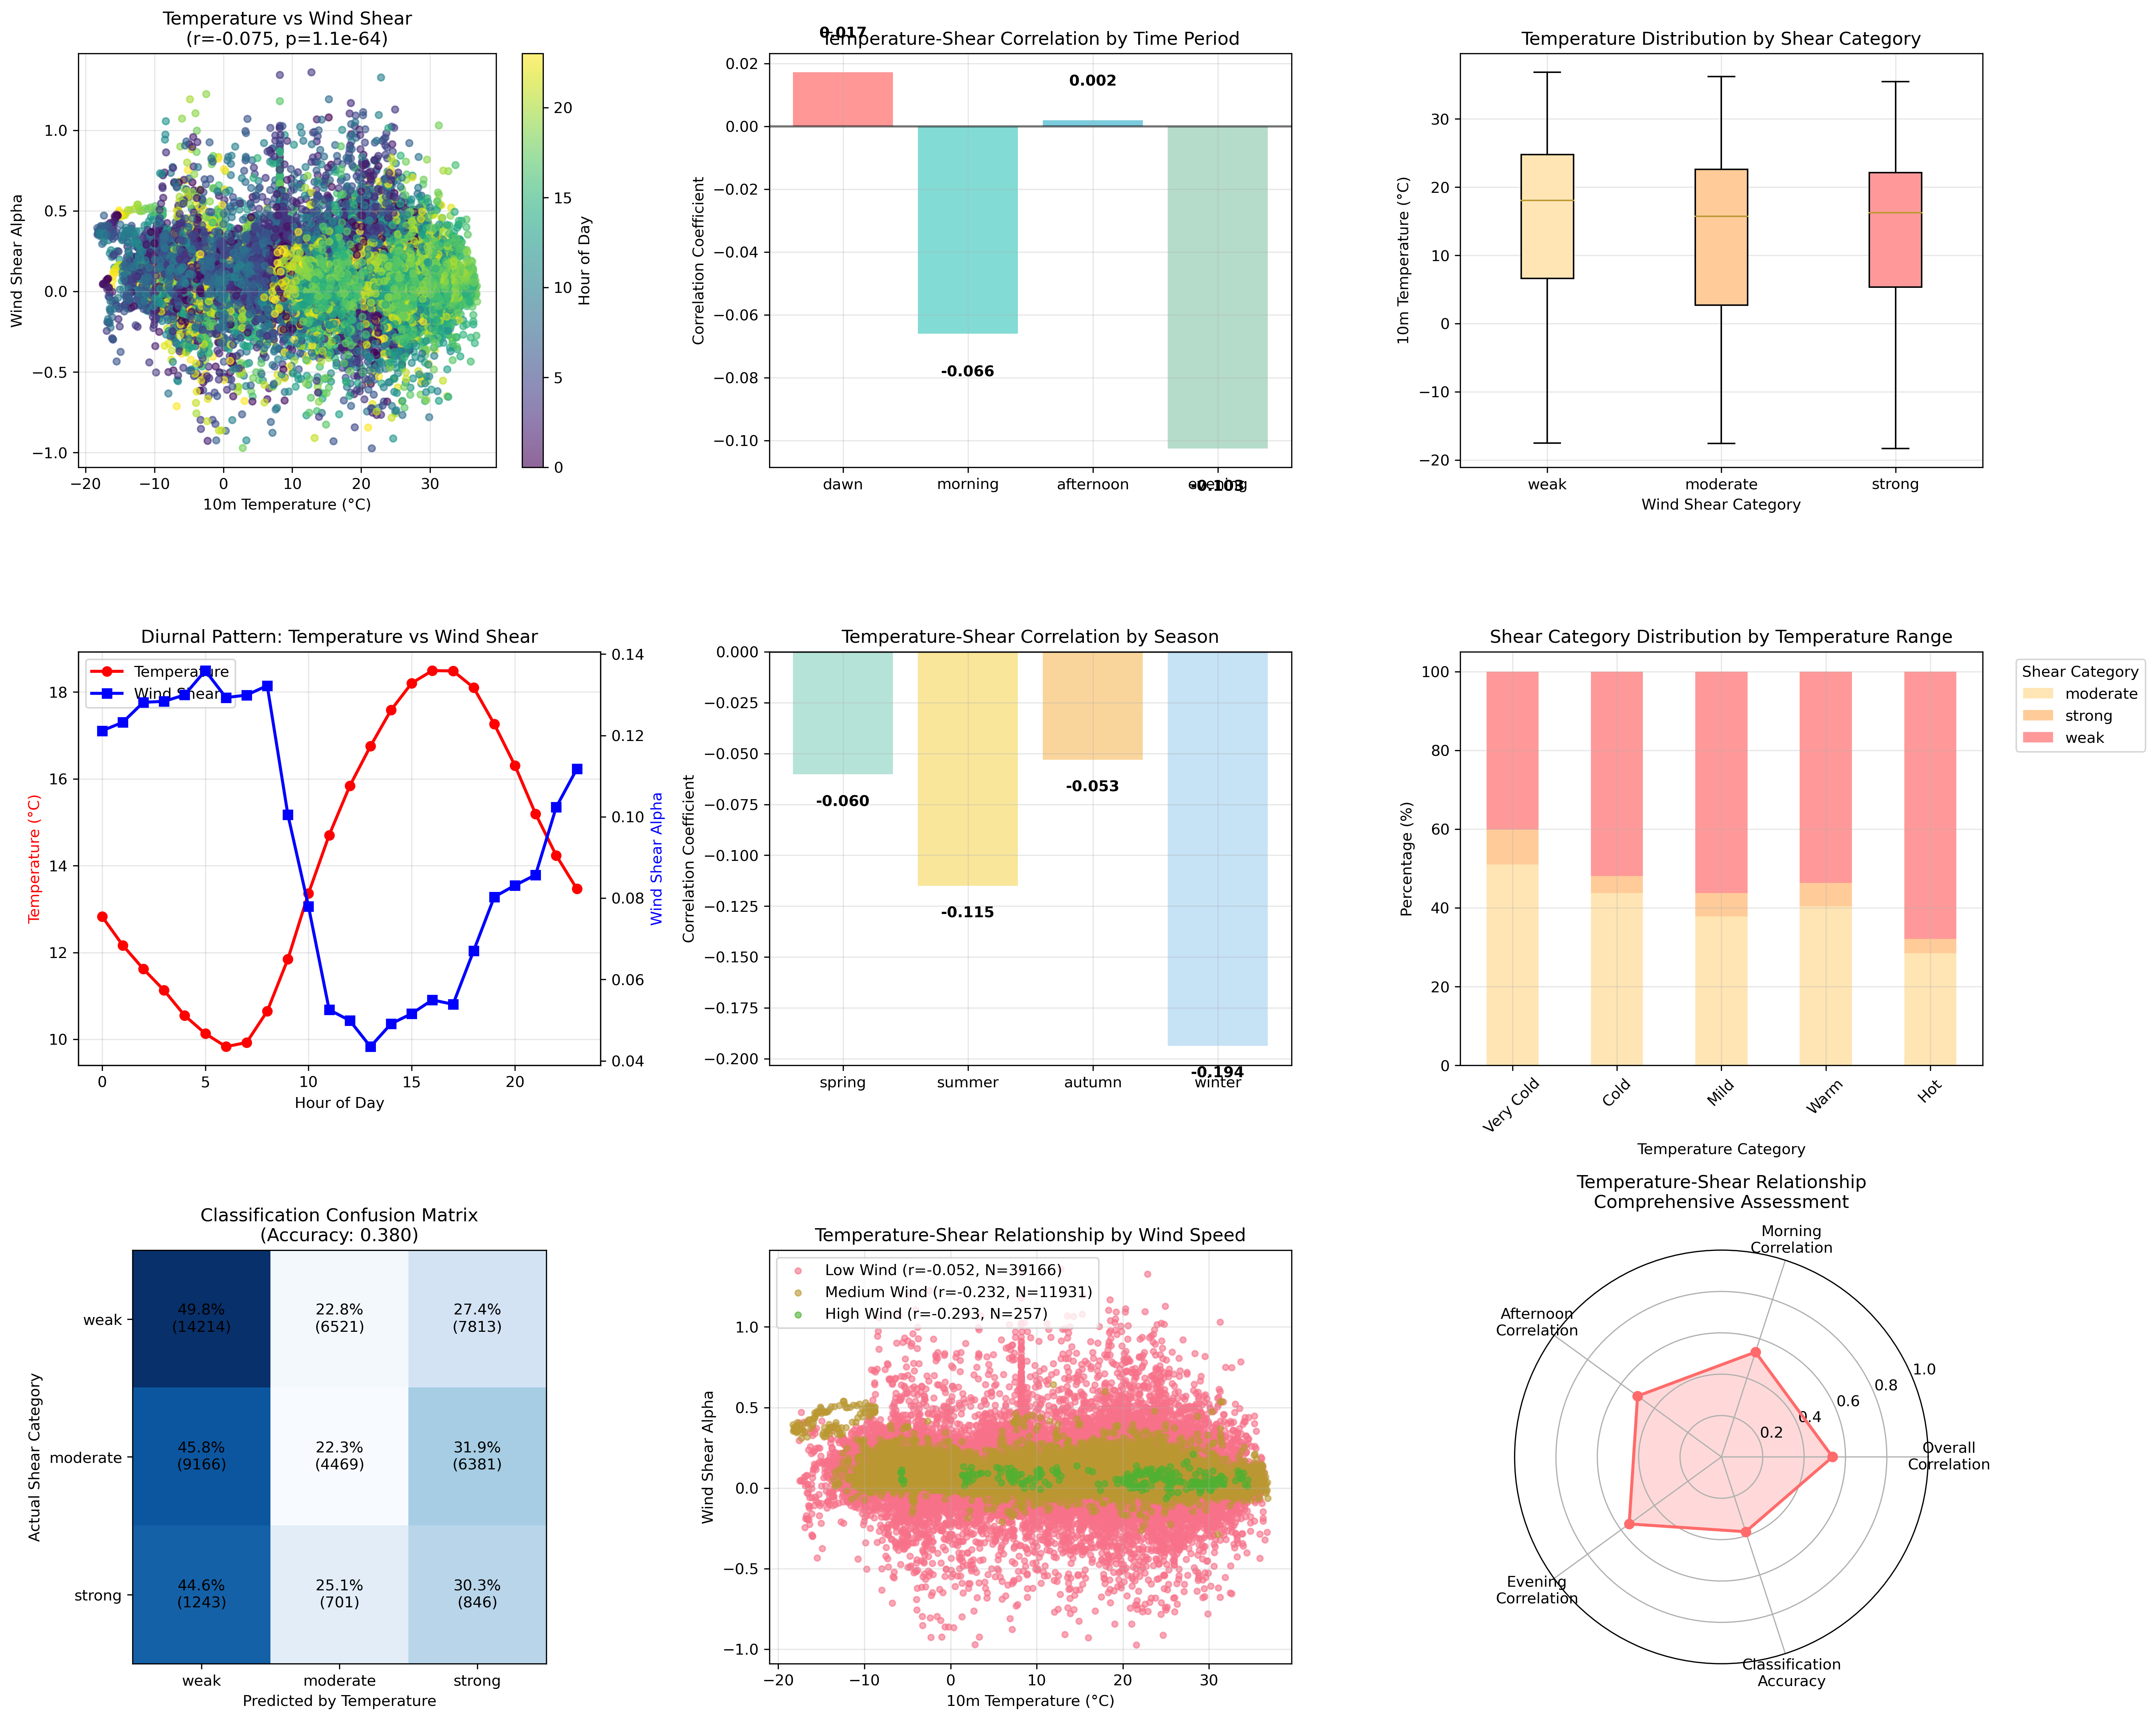 Temperature vs Wind Shear
(r=-0.075, p=1.1e-64)
Wind Shear Alpha
1.0
0.5
0.0
−0.5
−1.0
−20 −10 0 10 20 30
10m Temperature (°C)
20
15
10
5
0
Hour of Day
0.017
Temperature-Shear Correlation by Time Period
Correlation Coefficient
0.02
0.00
−0.02
−0.04
−0.06
−0.08
−0.10
0.002
-0.066
-0.103
dawn morning afternoon evening
Temperature Distribution by Shear Category
10m Temperature (°C)
30
20
10
0
−10
−20
weak moderate strong
Wind Shear Category
Diurnal Pattern: Temperature vs Wind Shear
Temperature
Wind Shear
Temperature (°C)
18
16
14
12
10
0 5 10 15 20
Hour of Day
0.14
0.12
0.10
0.08
0.06
0.04
Wind Shear Alpha
Temperature-Shear Correlation by Season
Correlation Coefficient
0.000
−0.025
−0.050
−0.075
−0.100
−0.125
−0.150
−0.175
−0.200
-0.060
-0.115
-0.053
-0.194
spring summer autumn winter
Shear Category Distribution by Temperature Range
Percentage (%)
100
80
60
40
20
0
Very Cold Cold Mild Warm Hot
Temperature Category
Shear Category
moderate
strong
weak
Classification Confusion Matrix
(Accuracy: 0.380)
Actual Shear Category
weak
moderate
strong
49.8% 22.8% 27.4%
(14214) (6521) (7813)
45.8% 22.3% 31.9%
(9166) (4469) (6381)
44.6% 25.1% 30.3%
(1243) (701) (846)
weak moderate strong
Predicted by Temperature
Temperature-Shear Relationship by Wind Speed
Low Wind (r=-0.052, N=39166)
Medium Wind (r=-0.232, N=11931)
High Wind (r=-0.293, N=257)
Wind Shear Alpha
1.0
0.5
0.0
−0.5
−1.0
−20 −10 0 10 20 30
10m Temperature (°C)
Temperature-Shear Relationship
Comprehensive Assessment
Morning
Correlation
Afternoon
Correlation
Overall
Correlation
Evening
Correlation
Classification
Accuracy
0.2
0.4
0.6
0.8
1.0